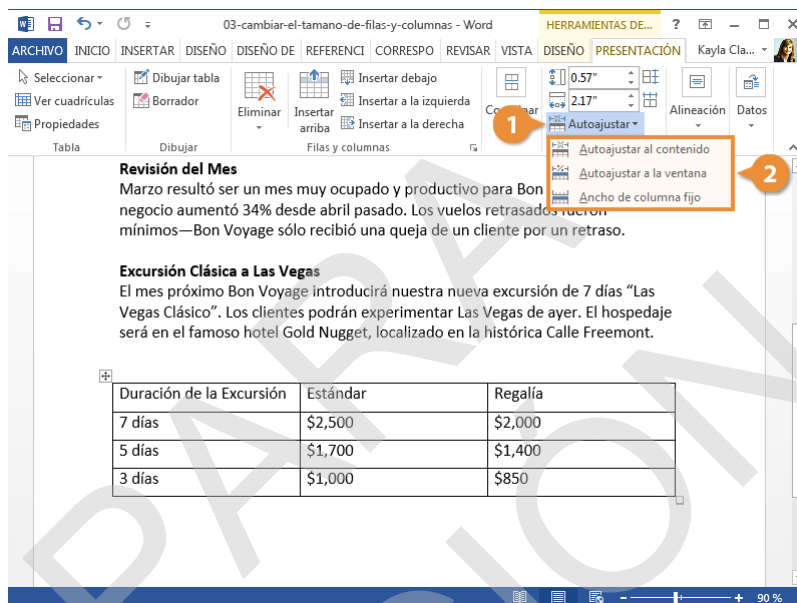 03-cambiar-el-tamano-de-filas-y-columnas - Word
HERRAMIENTAS DE... ?
ARCHIVO INICIO INSERTAR DISEÑO DISEÑO DE REFERENCI CORRESPO REVISAR VISTA DISEÑO PRESENTACIÓN Kayla Cla...
Seleccionar
Ver cuadrículas
Propiedades
Tabla
Dibujar tabla
Borrador
Dibujar
Eliminar
Insertar arriba
Insertar debajo
Insertar a la izquierda
Insertar a la derecha
Filas y columnas
0.57"
2.17"
Autoajustar
Alineación
Datos
1
Autoajustar al contenido
Autoajustar a la ventana
Ancho de columna fijo
2
Revisión del Mes
Marzo resultó ser un mes muy ocupado y productivo para Bon
negocio aumentó 34% desde abril pasado. Los vuelos retrasados fueron
mínimos—Bon Voyage sólo recibió una queja de un cliente por un retraso.
Excursión Clásica a Las Vegas
El mes próximo Bon Voyage introducirá nuestra nueva excursión de 7 días “Las
Vegas Clásico”. Los clientes podrán experimentar Las Vegas de ayer. El hospedaje
será en el famoso hotel Gold Nugget, localizado en la histórica Calle Freemont.
Duración de la Excursión Estándar Regalía
7 días $2,500 $2,000
5 días $1,700 $1,400
3 días $1,000 $850
PARA
90 %